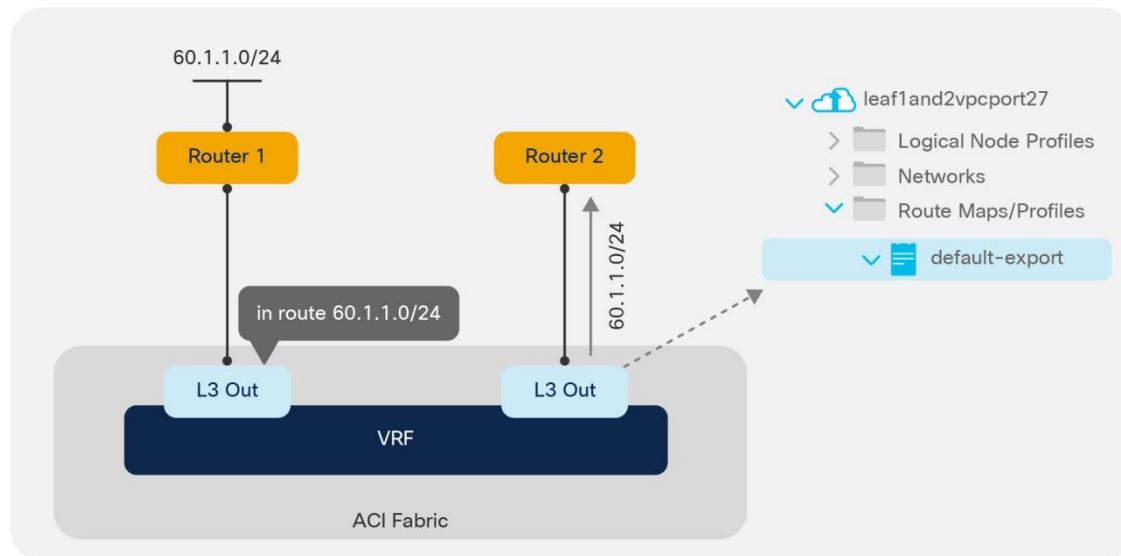 60.1.1.0/24
Router 1
Router 2
in route 60.1.1.0/24
60.1.1.0/24
L3 Out
L3 Out
VRF
ACI Fabric
leaf1and2vpcport27
Logical Node Profiles
Networks
Route Maps/Profiles
default-export